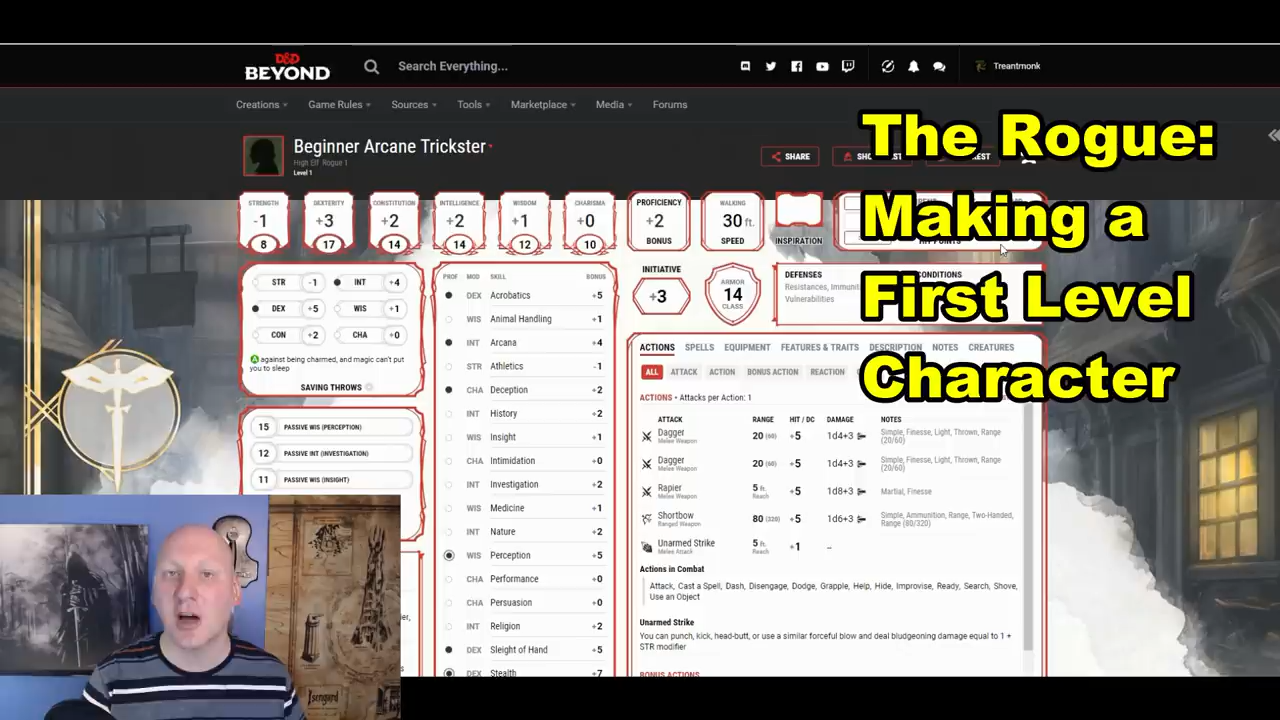 D&D
BEYOND
Search Everything...
Treantmonk
Creations
Game Rules
Sources
Tools
Marketplace
Media
Forums
Beginner Arcane Trickster
High Elf Rogue 1
Level 1
SHARE
The Rogue:
Making a
First Level
Character
STRENGTH
-1
8
DEXTERITY
+3
17
CONSTITUTION
+2
14
INTELLIGENCE
+2
14
WISDOM
+1
12
CHARISMA
+0
10
PROFICIENCY
+2
BONUS
WALKING
30 ft.
SPEED
INSPIRATION
STR -1
INT +4
DEX +5
WIS +1
CON +2
CHA +0
A against being charmed, and magic can't put
you to sleep
SAVING THROWS
15 PASSIVE WIS (PERCEPTION)
12 PASSIVE INT (INVESTIGATION)
11 PASSIVE WIS (INSIGHT)
PROF MOD SKILL BONUS
DEX Acrobatics +5
WIS Animal Handling +1
INT Arcana +4
STR Athletics -1
CHA Deception +2
INT History +2
WIS Insight +1
CHA Intimidation +0
INT Investigation +2
WIS Medicine +1
INT Nature +2
WIS Perception +5
CHA Performance +0
CHA Persuasion +0
INT Religion +2
DEX Sleight of Hand +5
DEX Stealth +7
INITIATIVE
+3
ARMOR
14
CLASS
DEFENSES
Resistances,
Vulnerabilities
CONDITIONS
ACTIONS SPELLS EQUIPMENT FEATURES & TRAITS DESCRIPTION NOTES CREATURES
ALL ATTACK ACTION BONUS ACTION REACTION
ACTIONS • Attacks per Action: 1
ATTACK RANGE HIT / DC DAMAGE NOTES
Dagger 20 (60) +5 1d4+3 Simple, Finesse, Light, Thrown, Range
Melee Weapon (20/60)
Dagger 20 (60) +5 1d4+3 Simple, Finesse, Light, Thrown, Range
Melee Weapon (20/60)
Rapier 5 ft. +5 1d8+3 Martial, Finesse
Melee Weapon Reach
Shortbow 80 (320) +5 1d6+3 Simple, Ammunition, Range, Two-Handed,
Ranged Weapon Range (80/320)
Unarmed Strike 5 ft. +1 --
Melee Attack Reach
Actions in Combat
Attack, Cast a Spell, Dash, Disengage, Dodge, Grapple, Help, Hide, Improvise, Ready, Search, Shove,
Use an Object
Unarmed Strike
You can punch, kick, head-butt, or use a similar forceful blow and deal bludgeoning damage equal to 1 +
STR modifier
BONUS ACTIONS
Isengard